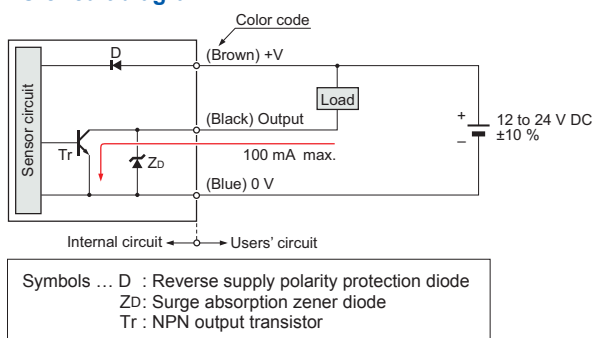 Color code
(Brown) +V
D
Load
Sensor circuit
(Black) Output
+
12 to 24 V DC
±10 %
–
Tr
ZD
100 mA max.
(Blue) 0 V
Internal circuit
Users' circuit
Symbols … D : Reverse supply polarity protection diode
ZD: Surge absorption zener diode
Tr : NPN output transistor